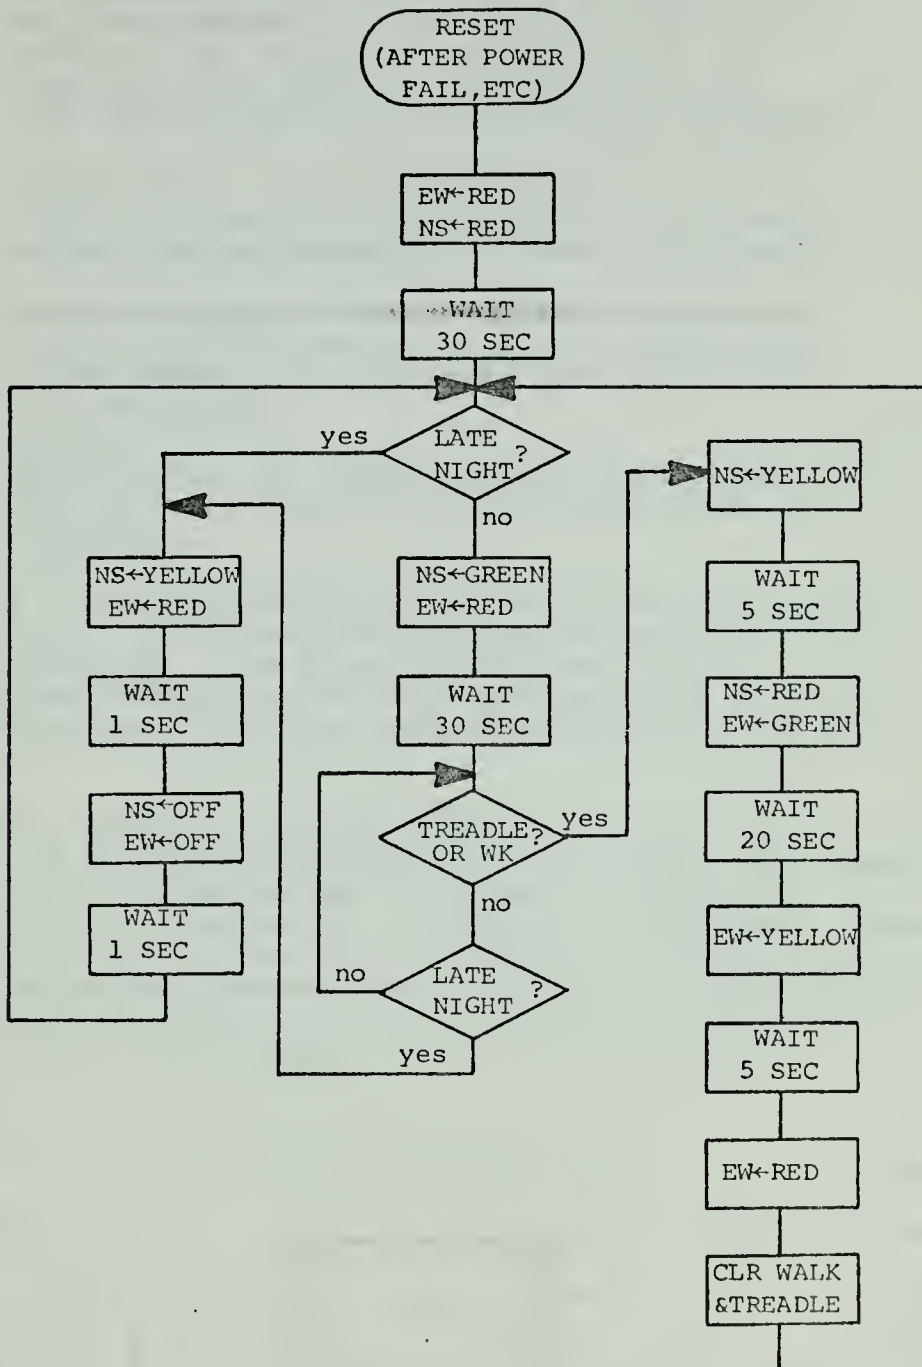 RESET
(AFTER POWER
FAIL,ETC)
EW←RED
NS←RED
WAIT
30 SEC
yes
LATE
NIGHT?
no
NS←YELLOW
EW←RED
WAIT
1 SEC
NS←OFF
EW←OFF
WAIT
1 SEC
NS←GREEN
EW←RED
WAIT
30 SEC
TREADLE?
OR WK
yes
no
LATE
NIGHT ?
no
yes
NS←YELLOW
WAIT
5 SEC
NS←RED
EW←GREEN
WAIT
20 SEC
EW←YELLOW
WAIT
5 SEC
EW←RED
CLR WALK
&TREADLE